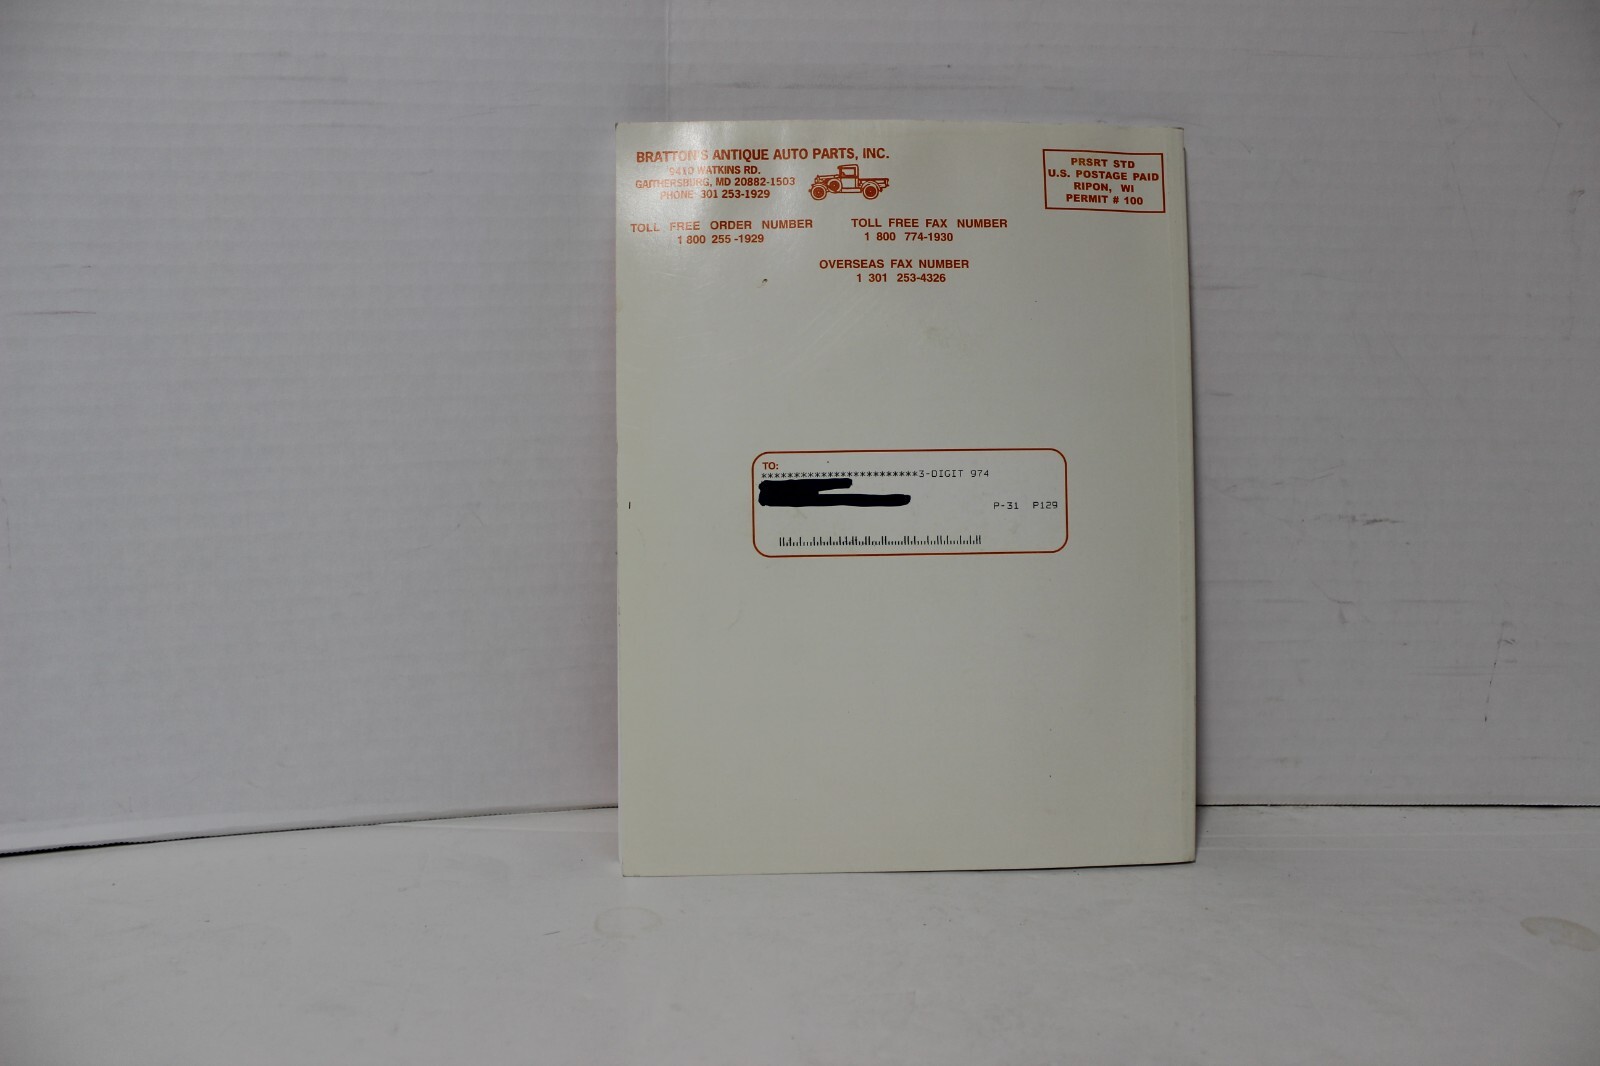 BRATTON'S ANTIQUE AUTO PARTS, INC.
9410 WATKINS RD.
GAITHERSBURG, MD 20882-1503
PHONE: 301 253-1929
PRSRT STD
U.S. POSTAGE PAID
RIPON, WI
PERMIT # 100
TOLL FREE ORDER NUMBER
1 800 255-1929
TOLL FREE FAX NUMBER
1 800 774-1930
OVERSEAS FAX NUMBER
1 301 253-4326
TO:
************************3-DIGIT 974
P-31 P129